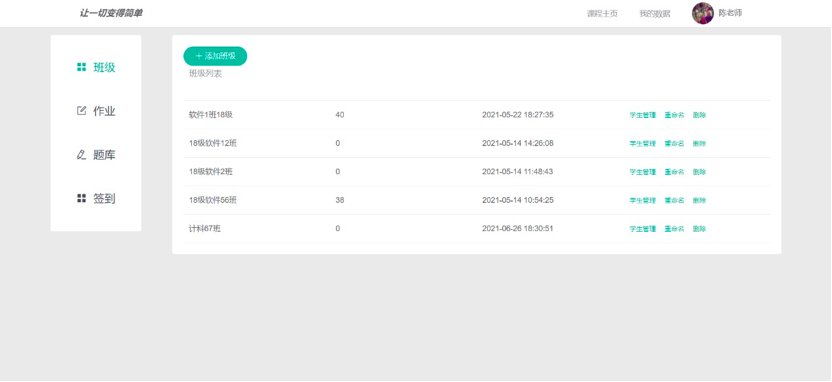 让一切变得简单 课程主页 我的数据 陈老师
班级
作业
题库
签到
+ 添加班级
班级列表
软件1班18级 40 2021-05-22 18:27:35 学生管理 重命名 删除
18级软件12班 0 2021-05-14 14:26:08 学生管理 重命名 删除
18级软件2班 0 2021-05-14 11:48:43 学生管理 重命名 删除
18级软件56班 38 2021-05-14 10:54:25 学生管理 重命名 删除
计科67班 0 2021-06-26 18:30:51 学生管理 重命名 删除